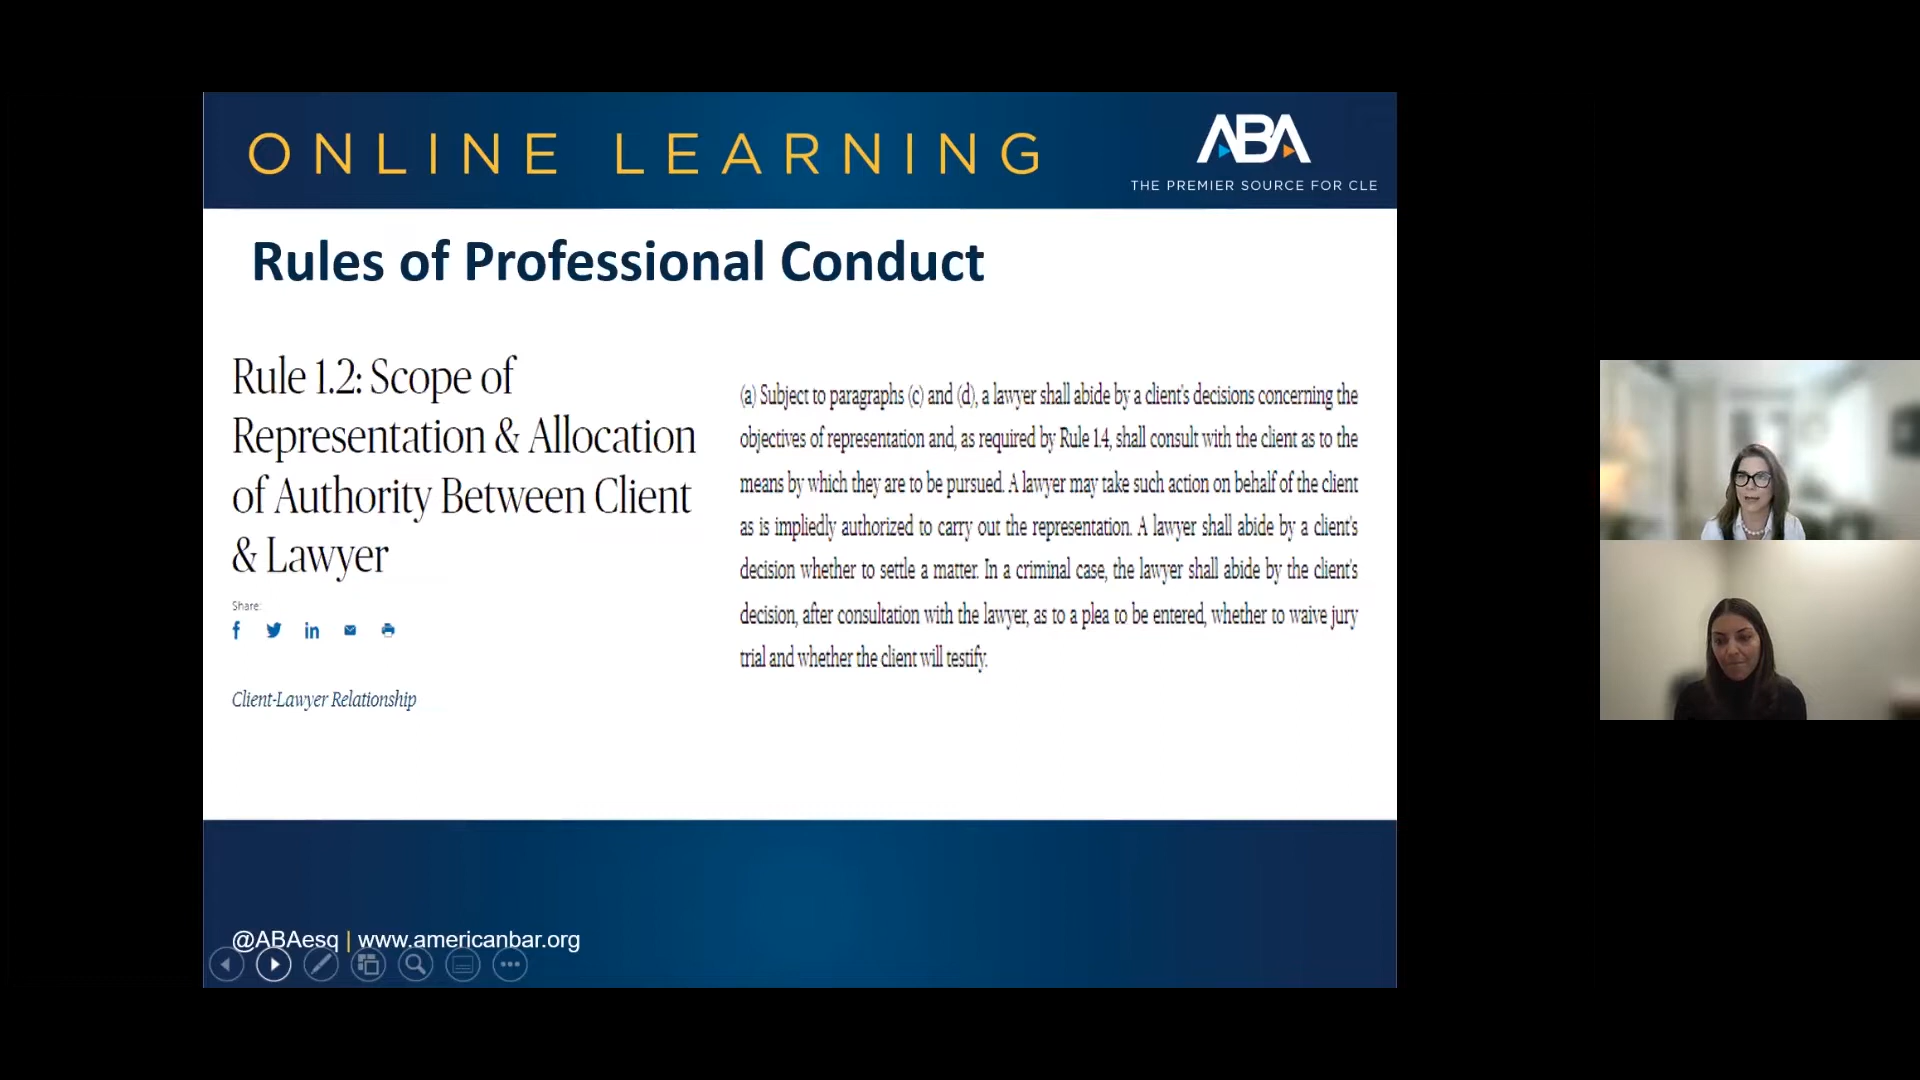 ONLINE LEARNING
ABA
THE PREMIER SOURCE FOR CLE
Rules of Professional Conduct
Rule 1.2: Scope of
Representation & Allocation
of Authority Between Client
& Lawyer
Share:
Client-Lawyer Relationship
(a) Subject to paragraphs (c) and (d), a lawyer shall abide by a client's decisions concerning the
objectives of representation and, as required by Rule 1.4, shall consult with the client as to the
means by which they are to be pursued. A lawyer may take such action on behalf of the client
as is impliedly authorized to carry out the representation. A lawyer shall abide by a client's
decision whether to settle a matter. In a criminal case, the lawyer shall abide by the client's
decision, after consultation with the lawyer, as to a plea to be entered, whether to waive jury
trial and whether the client will testify.
@ABAesq | www.americanbar.org